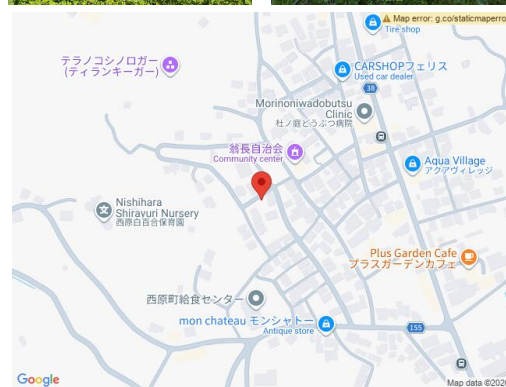 Map error: g.co/staticmaperro
Tire shop
テラノコシノロガー
(ティランキーガー)
CARSHOPフェリス
Used car dealer
38
Morinoniwadobutsu
Clinic
杜ノ庭どうぶつ病院
翁長自治会
Community center
Aqua Village
アクアヴィレッジ
Nishihara
Shirayuri Nursery
西原白百合保育園
Plus Garden Cafe
プラスガーデンカフェ
西原町給食センター
mon chateau モンシャトー
Antique store
155
Google
Map data ©202